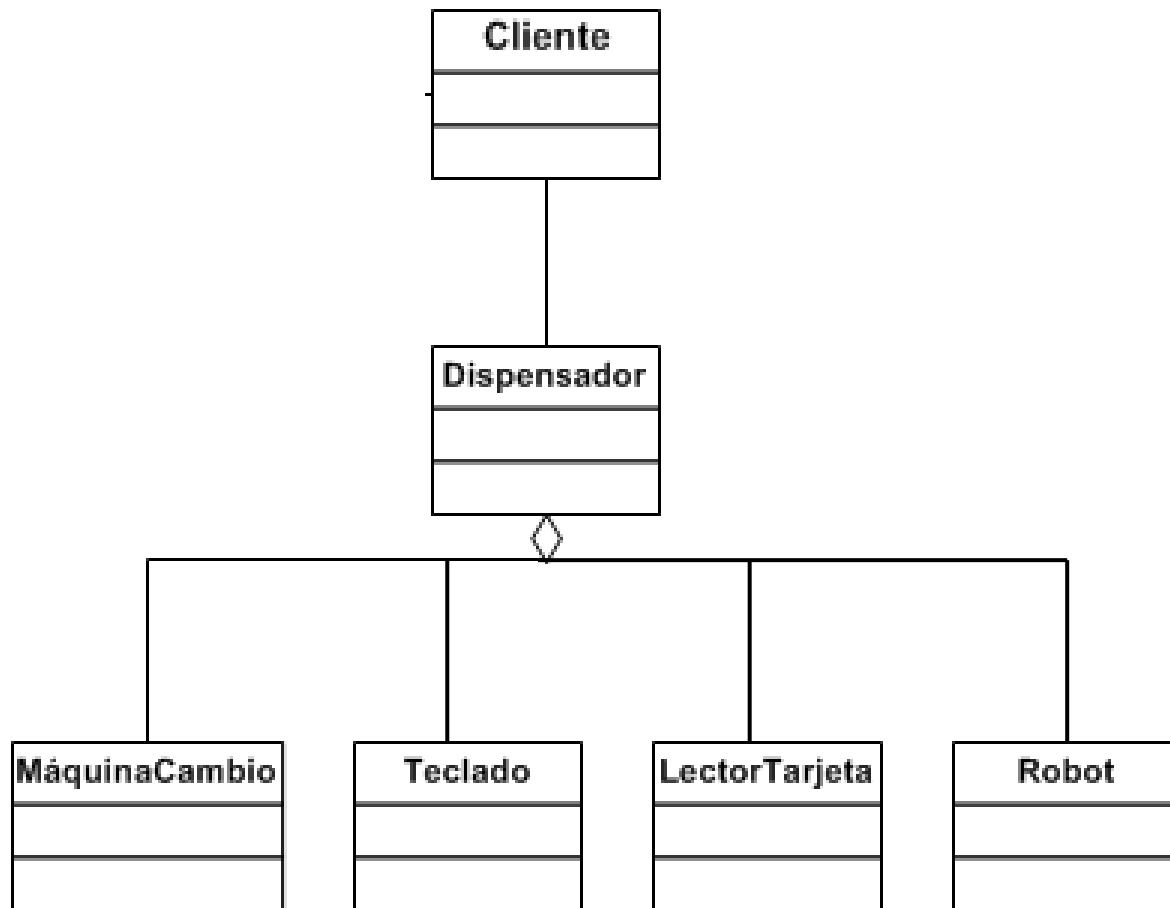 Cliente
Dispensador
MáquinaCambio
Teclado
LectorTarjeta
Robot